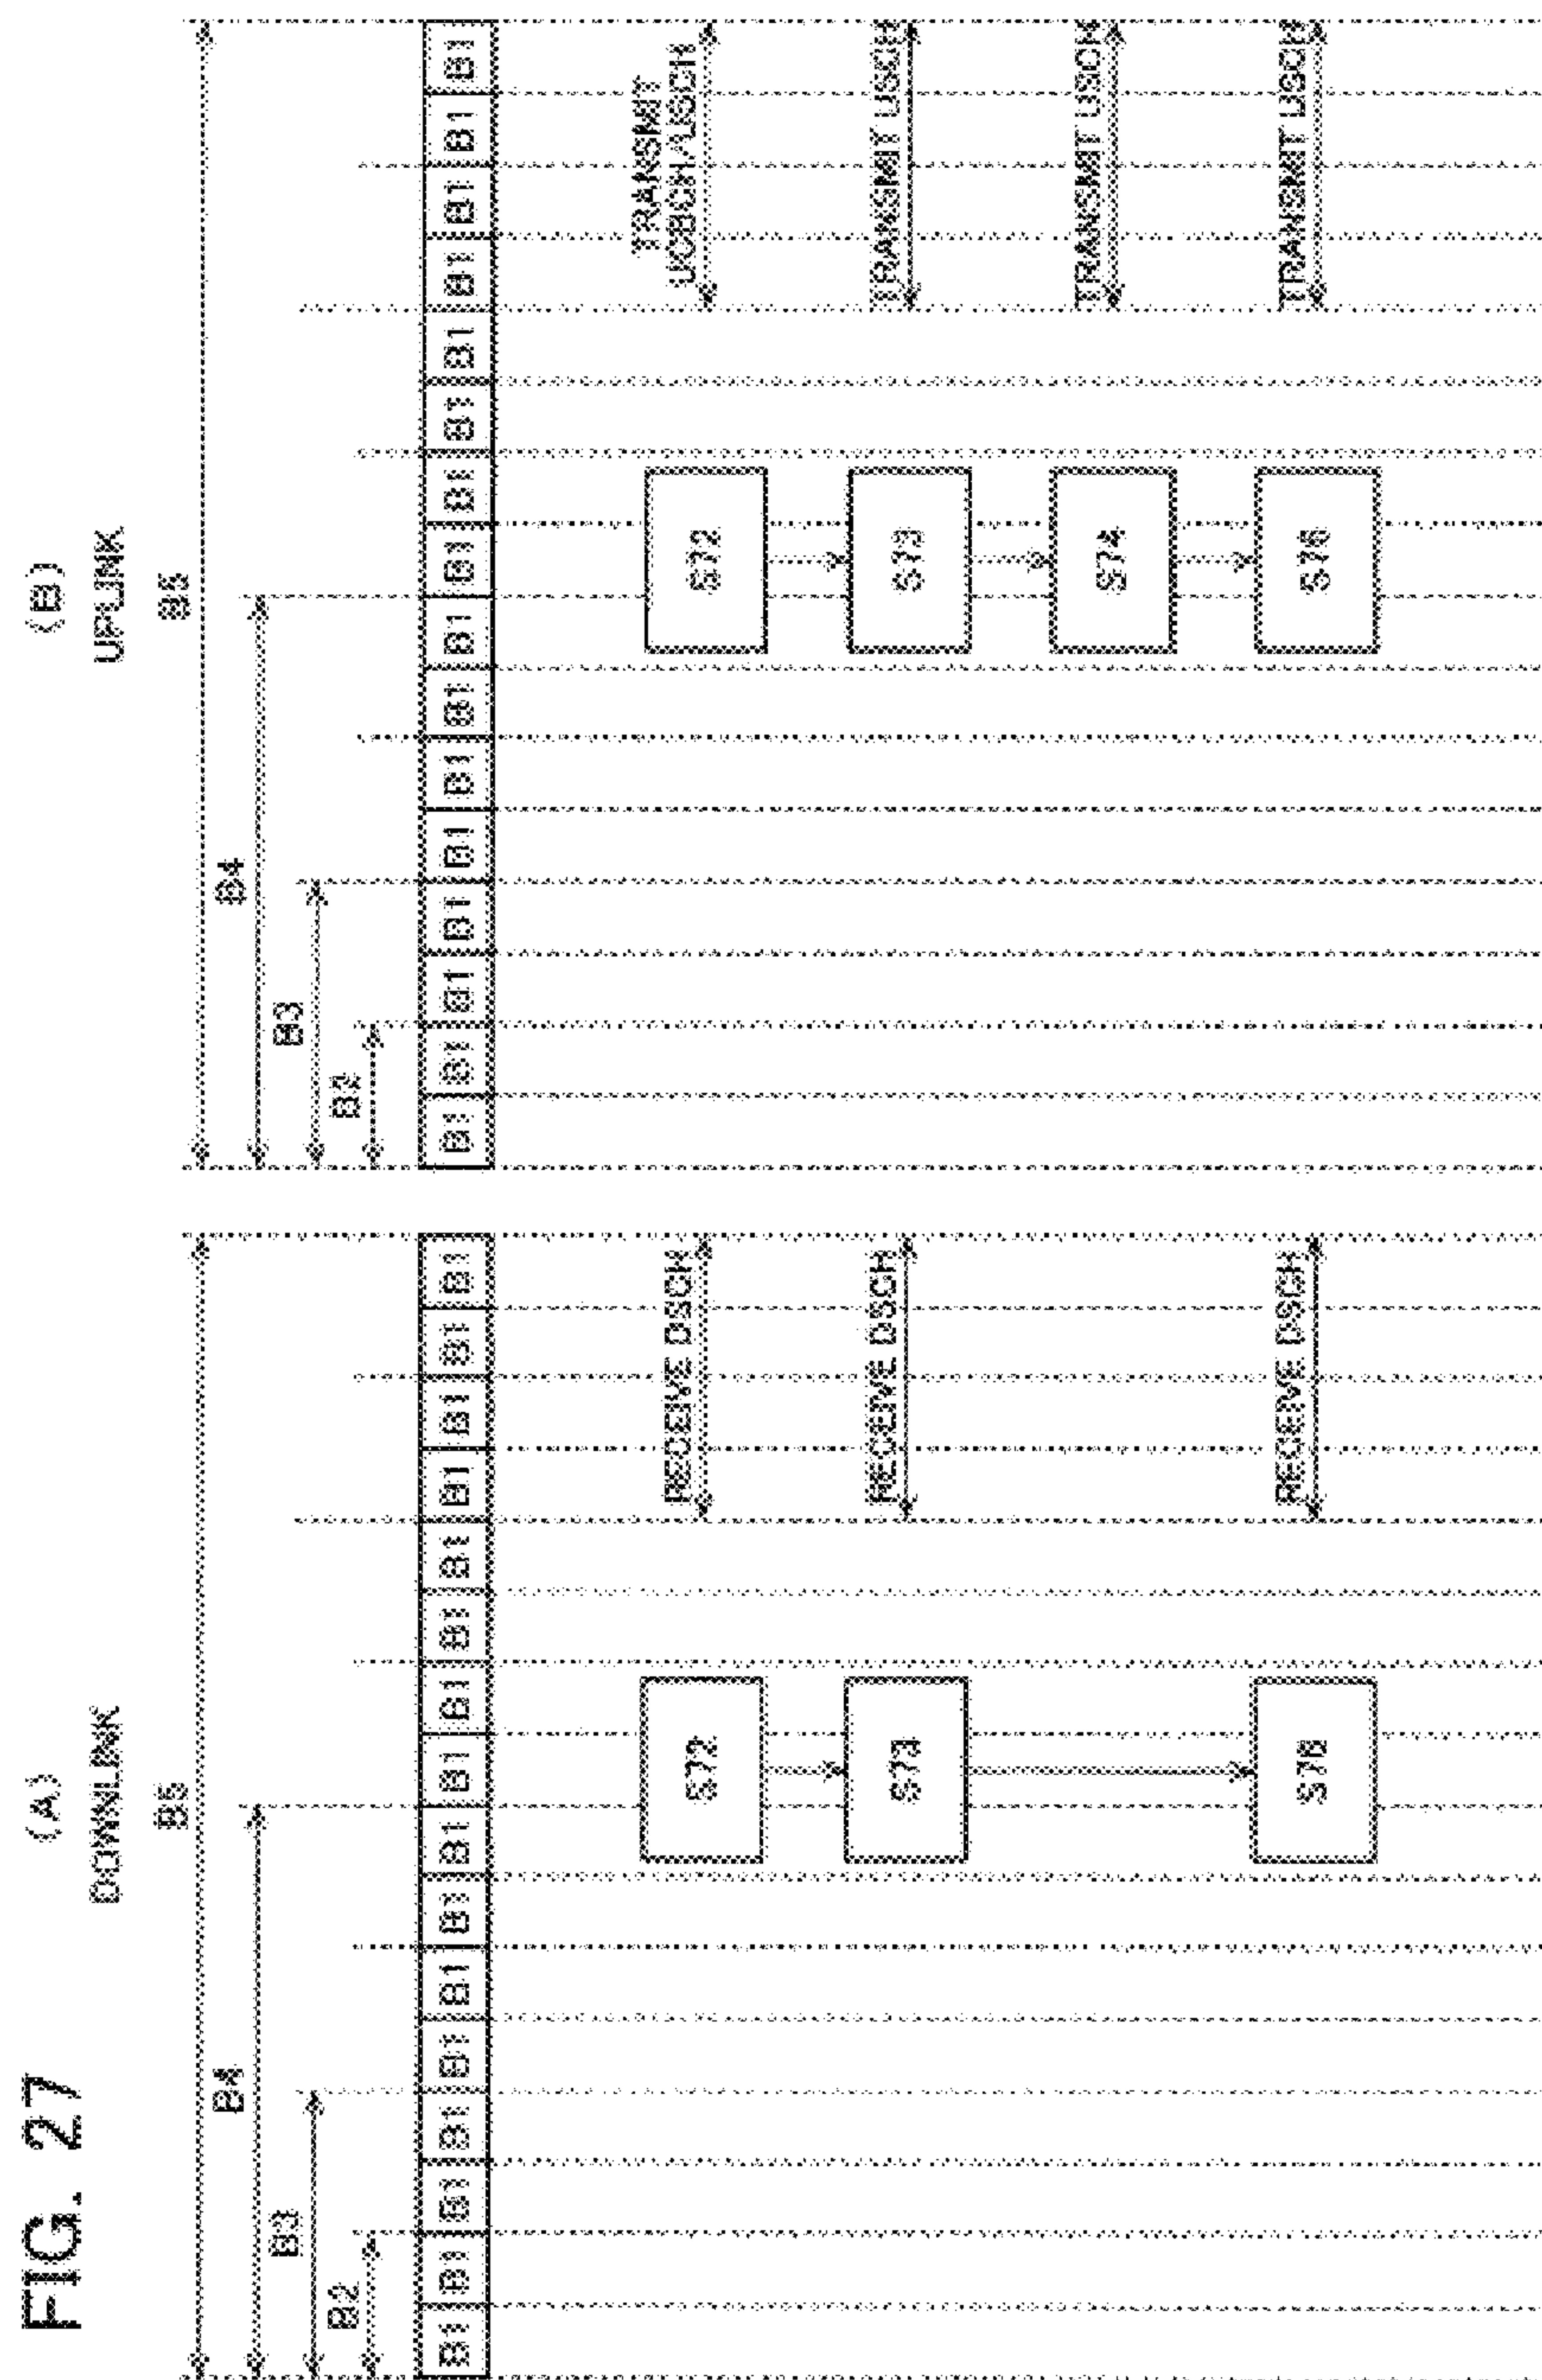 FIG. 27
(A)
DOWNLINK
B5
B4
B3
B2
B1 B1 B1 B1 B1 B1 B1 B1 B1 B1 B1 B1 B1 B1 B1 B1
S72
RECEIVE DSCH
S73
RECEIVE DSCH
S75
RECEIVE DSCH
(B)
UPLINK
B5
B4
B3
B2
B1 B1 B1 B1 B1 B1 B1 B1 B1 B1 B1 B1 B1 B1 B1 B1
S72
TRANSMIT
UCBCH/USCH
S73
TRANSMIT USCH
S74
TRANSMIT USCH
S75
TRANSMIT USCH